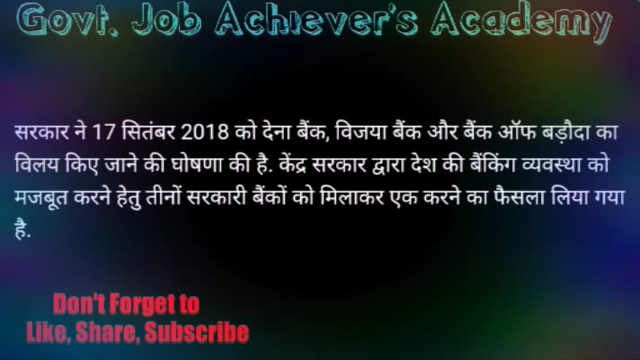 Govt. Job Achiever's Academy
सरकार ने 17 सितंबर 2018 को देना बैंक, विजया बैंक और बैंक ऑफ बड़ौदा का
विलय किए जाने की घोषणा की है. केंद्र सरकार द्वारा देश की बैंकिंग व्यवस्था को
मजबूत करने हेतु तीनों सरकारी बैंकों को मिलाकर एक करने का फैसला लिया गया
है.
Don't Forget to
Like, Share, Subscribe